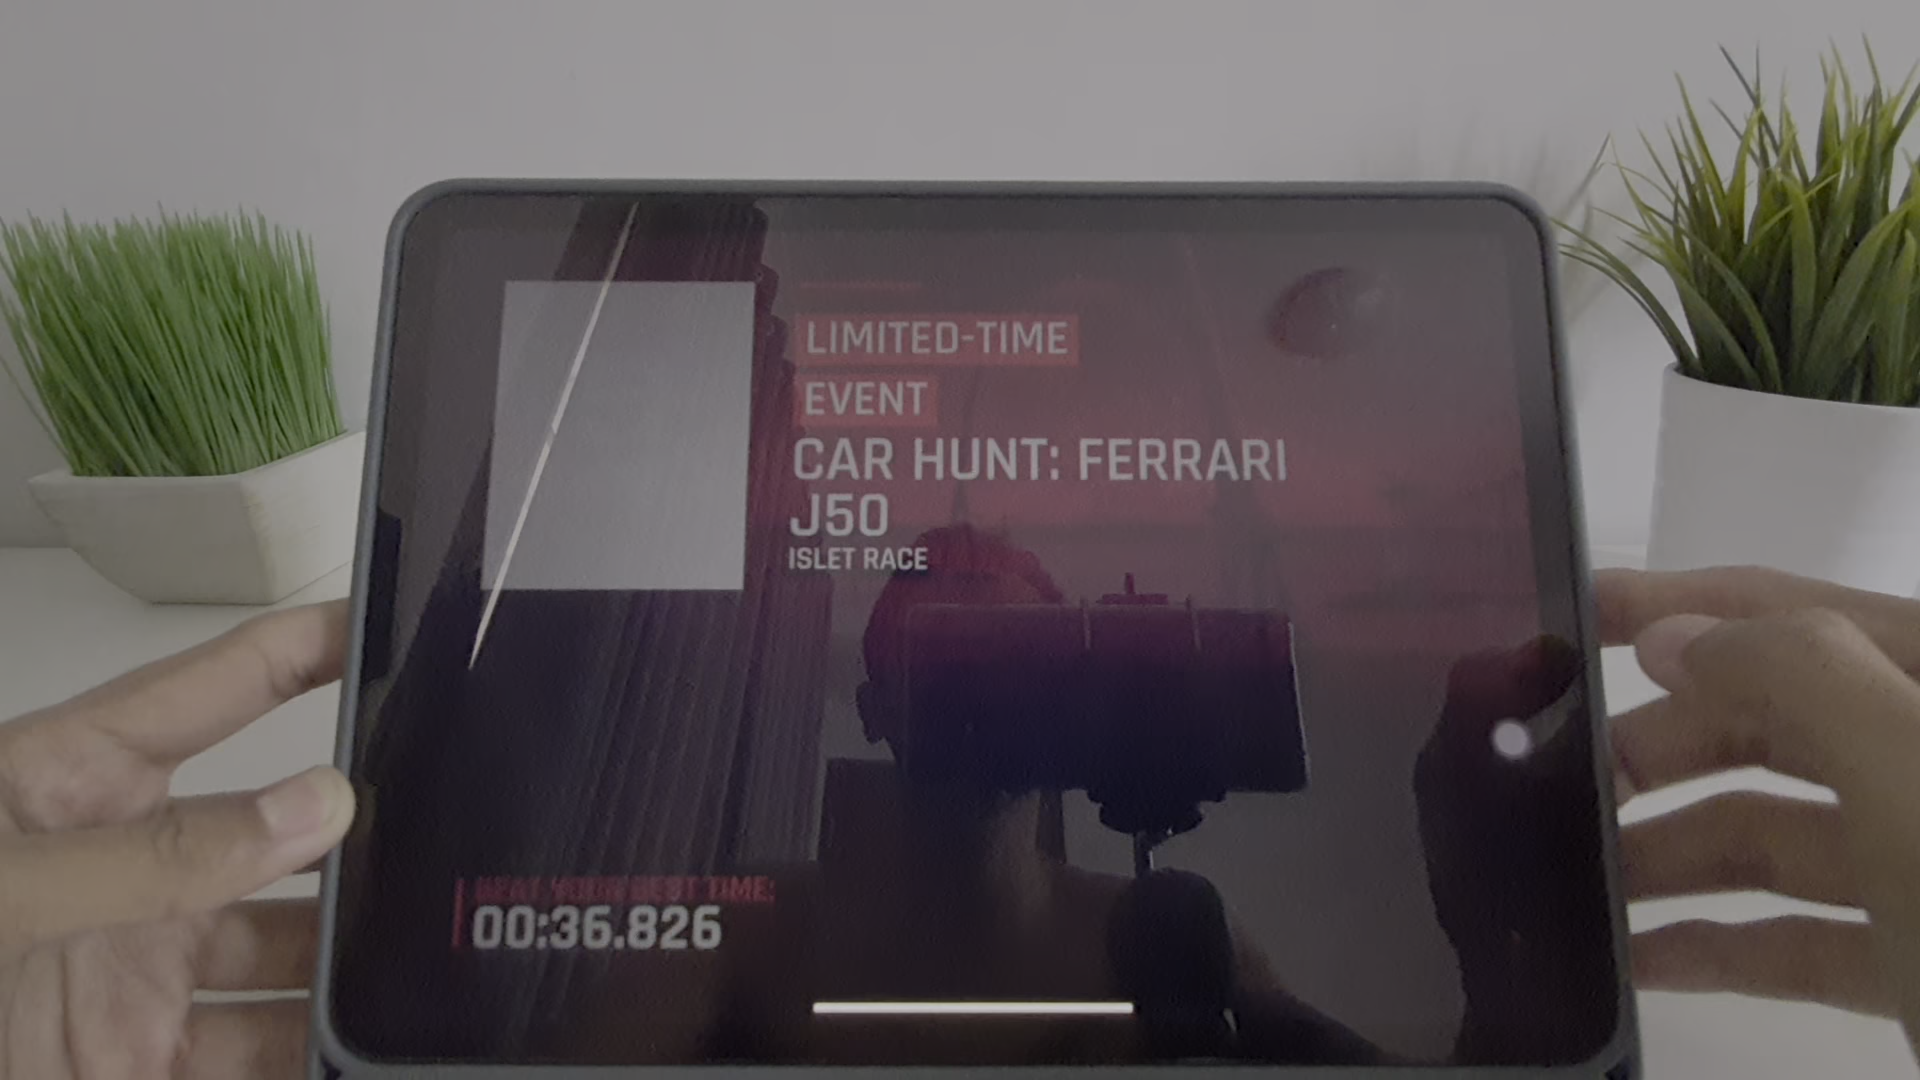 LIMITED-TIME
EVENT
CAR HUNT: FERRARI
J50
ISLET RACE
BEAT YOUR BEST TIME:
00:36.826